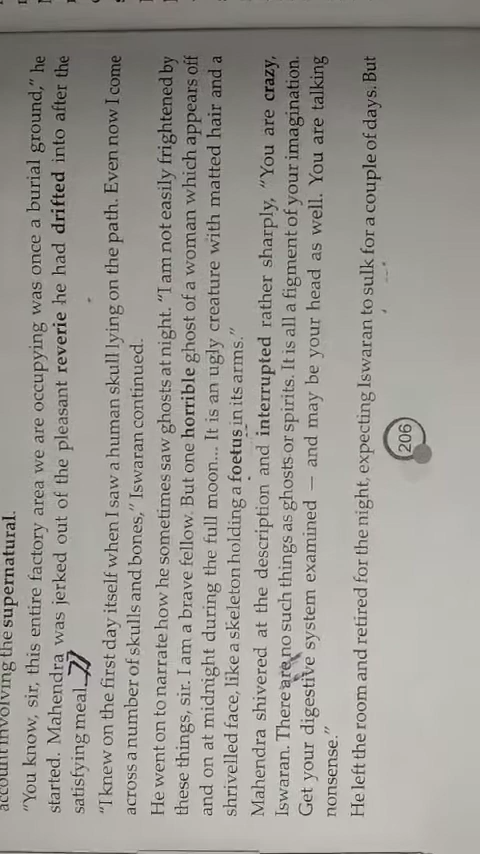 account involving the supernatural.
"You know, sir, this entire factory area we are occupying was once a burial ground," he
started. Mahendra was jerked out of the pleasant reverie he had drifted into after the
satisfying meal.
"I knew on the first day itself when I saw a human skull lying on the path. Even now I come
across a number of skulls and bones," Iswaran continued.
He went on to narrate how he sometimes saw ghosts at night. "I am not easily frightened by
these things, sir. I am a brave fellow. But one horrible ghost of a woman which appears off
and on at midnight during the full moon... It is an ugly creature with matted hair and a
shrivelled face, like a skeleton holding a foetus in its arms."
Mahendra shivered at the description and interrupted rather sharply, "You are crazy,
Iswaran. There are no such things as ghosts or spirits. It is all a figment of your imagination.
Get your digestive system examined — and may be your head as well. You are talking
nonsense."
He left the room and retired for the night, expecting Iswaran to sulk for a couple of days. But
206